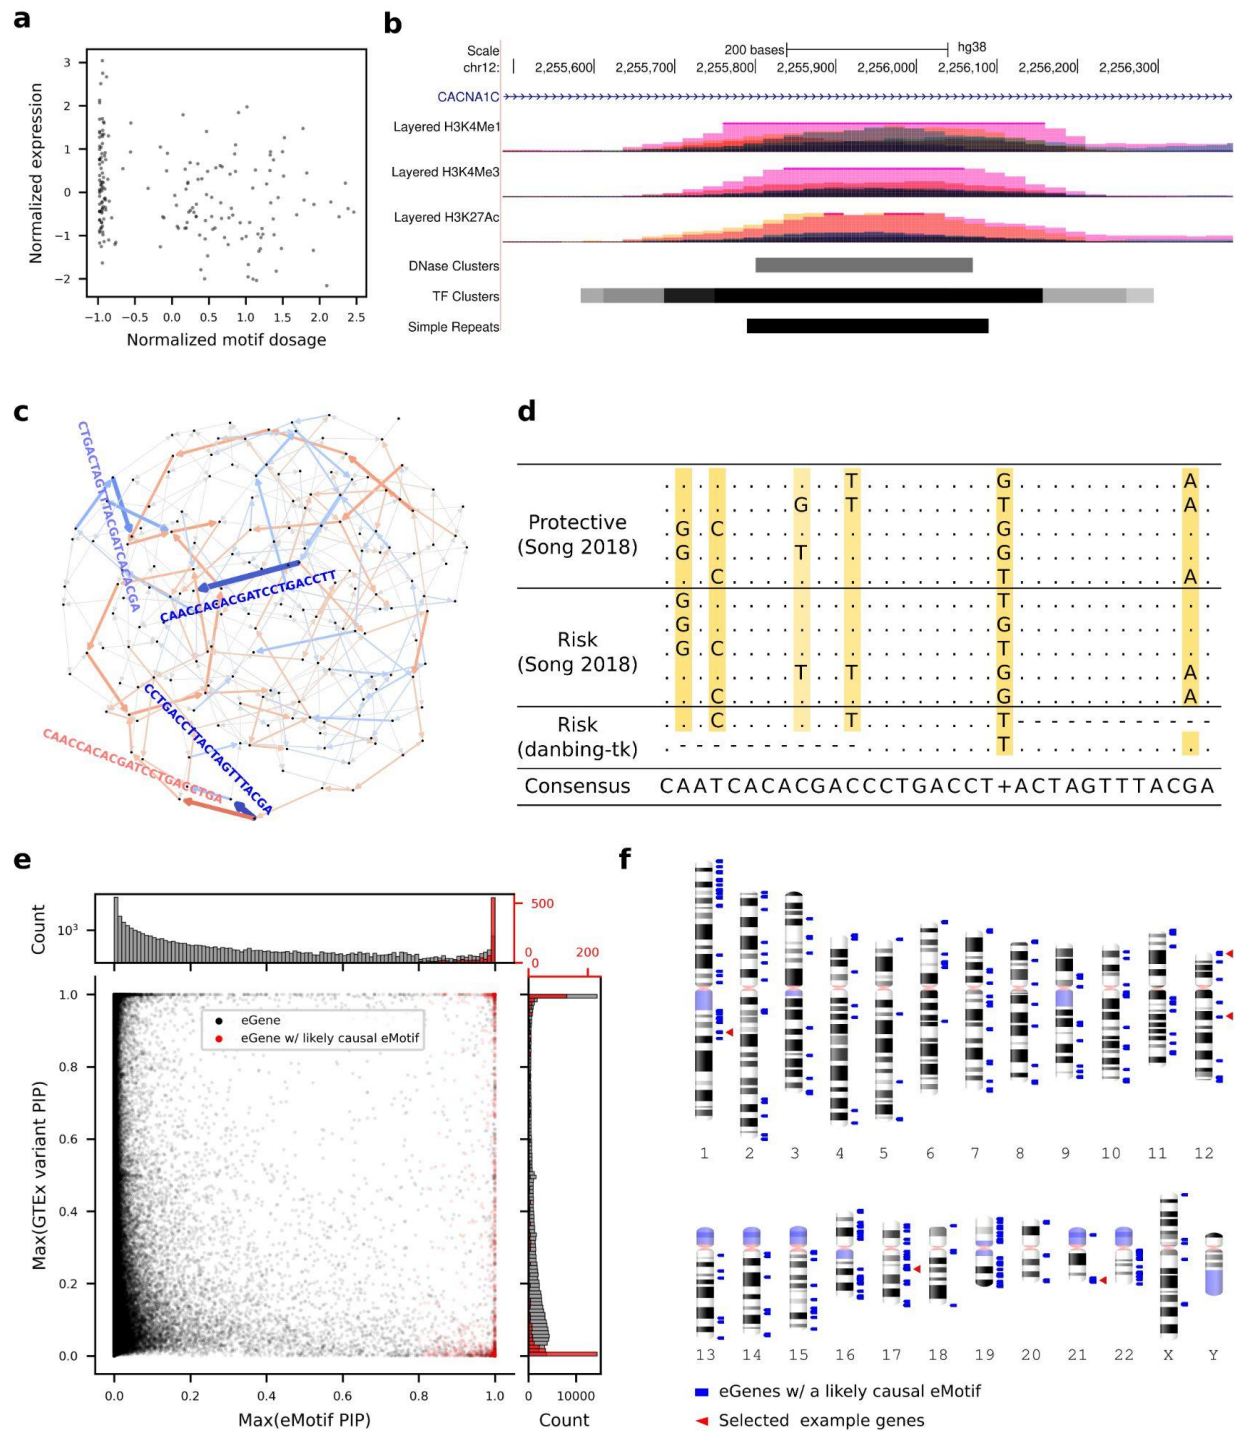 a
Normalized expression
3
2
1
0
−1
−2
−1.0 −0.5 0.0 0.5 1.0 1.5 2.0 2.5
Normalized motif dosage
b
Scale 200 bases hg38
chr12: 2,255,600 2,255,700 2,255,800 2,255,900 2,256,000 2,256,100 2,256,200 2,256,300
CACNA1C
Layered H3K4Me1
Layered H3K4Me3
Layered H3K27Ac
DNase Clusters
TF Clusters
Simple Repeats
c
CTGACTAGTTTACGATCACACGA
CAACCACACGATCCTGACCTT
CCTGACCTTACTAGTTTACGA
CAACCACACGATCCTGACCTGA
d
Protective
(Song 2018)
. . . . . . . . . . . T . . . . . . . . G . . . . . . . . . . A .
. . . . . . . . G . . T . . . . . . . . T . . . . . . . . . . A .
. G . C . . . . . . . . . . . . . . . . G . . . . . . . . . . . .
. G . . . . . . T . . . . . . . . . . . G . . . . . . . . . . . .
. . . C . . . . . . . . . . . . . . . . T . . . . . . . . . . A .
Risk
(Song 2018)
. G . . . . . . . . . . . . . . . . . . T . . . . . . . . . . . .
. G . . . . . . . . . . . . . . . . . . G . . . . . . . . . . . .
. G . C . . . . . . . . . . . . . . . . T . . . . . . . . . . . .
. . . . . . . . T . . T . . . . . . . . G . . . . . . . . . . A .
. . . C . . . . . . . . . . . . . . . . G . . . . . . . . . . A .
Risk
(danbing-tk)
. . . C . . . . . . . T . . . . . . . . T - - - - - - - - - - - -
. - - - - - - - - - - - . . . . . . . . T . . . . . . . . . . . .
Consensus CAATCACACGACCCTGACCT+ACTAGTTTACGA
e
Count
10³
500
0
0 200
Max(GTEx variant PIP)
1.0
0.8
0.6
0.4
0.2
0.0
eGene
eGene w/ likely causal eMotif
0.0 0.2 0.4 0.6 0.8 1.0
Max(eMotif PIP)
0 10000
Count
f
1 2 3 4 5 6 7 8 9 10 11 12
13 14 15 16 17 18 19 20 21 22 X Y
eGenes w/ a likely causal eMotif
Selected example genes